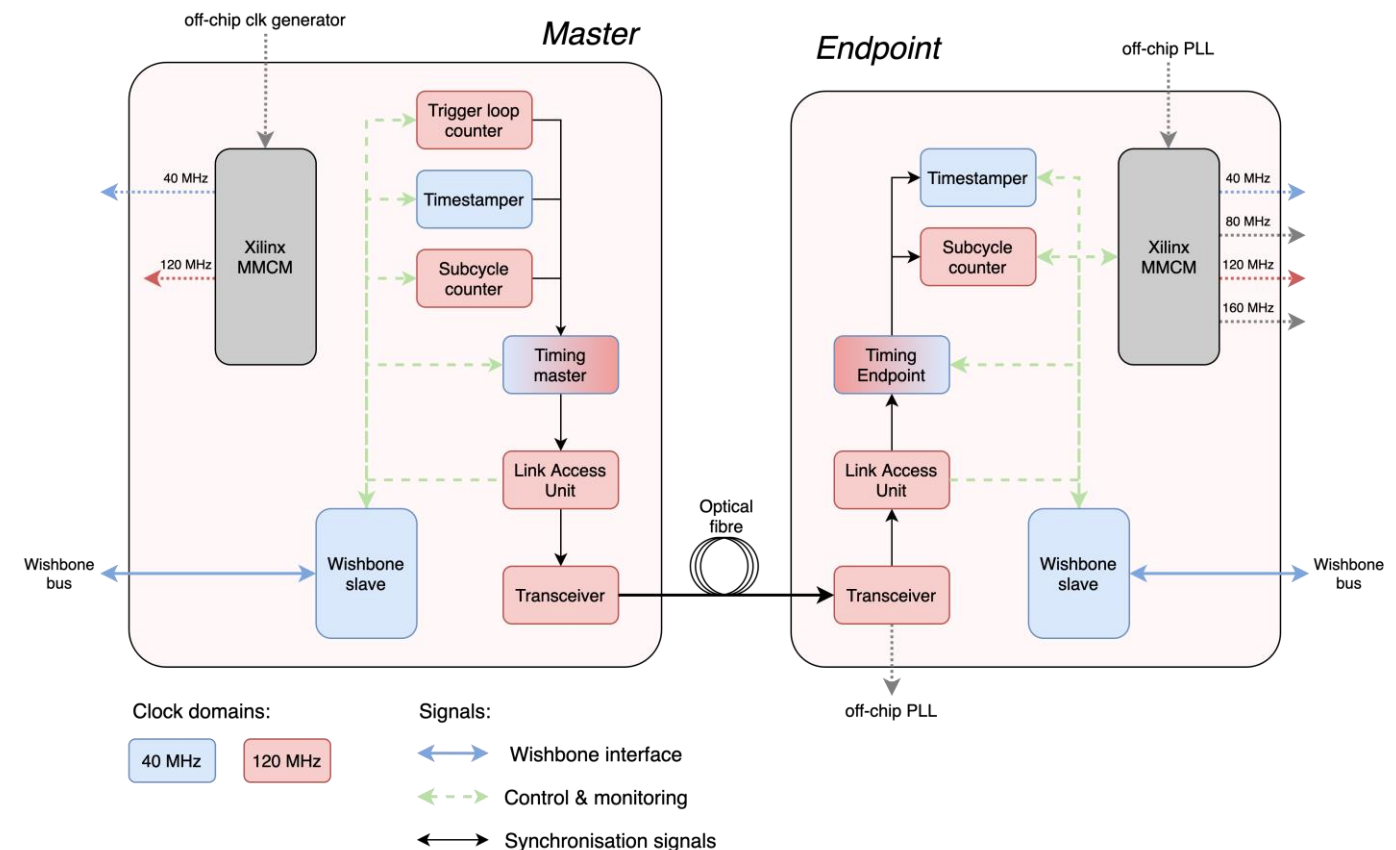 off-chip clk generator
Master
Trigger loop
counter
Timestamper
Subcycle
counter
40 MHz
120 MHz
Xilinx
MMCM
Timing
master
Link Access
Unit
Wishbone
bus
Wishbone
slave
Transceiver
Optical
fibre
Endpoint
off-chip PLL
Timestamper
Subcycle
counter
Xilinx
MMCM
40 MHz
80 MHz
120 MHz
160 MHz
Timing
Endpoint
Link Access
Unit
Transceiver
Wishbone
slave
Wishbone
bus
off-chip PLL
Clock domains:
40 MHz
120 MHz
Signals:
Wishbone interface
Control & monitoring
Synchronisation signals